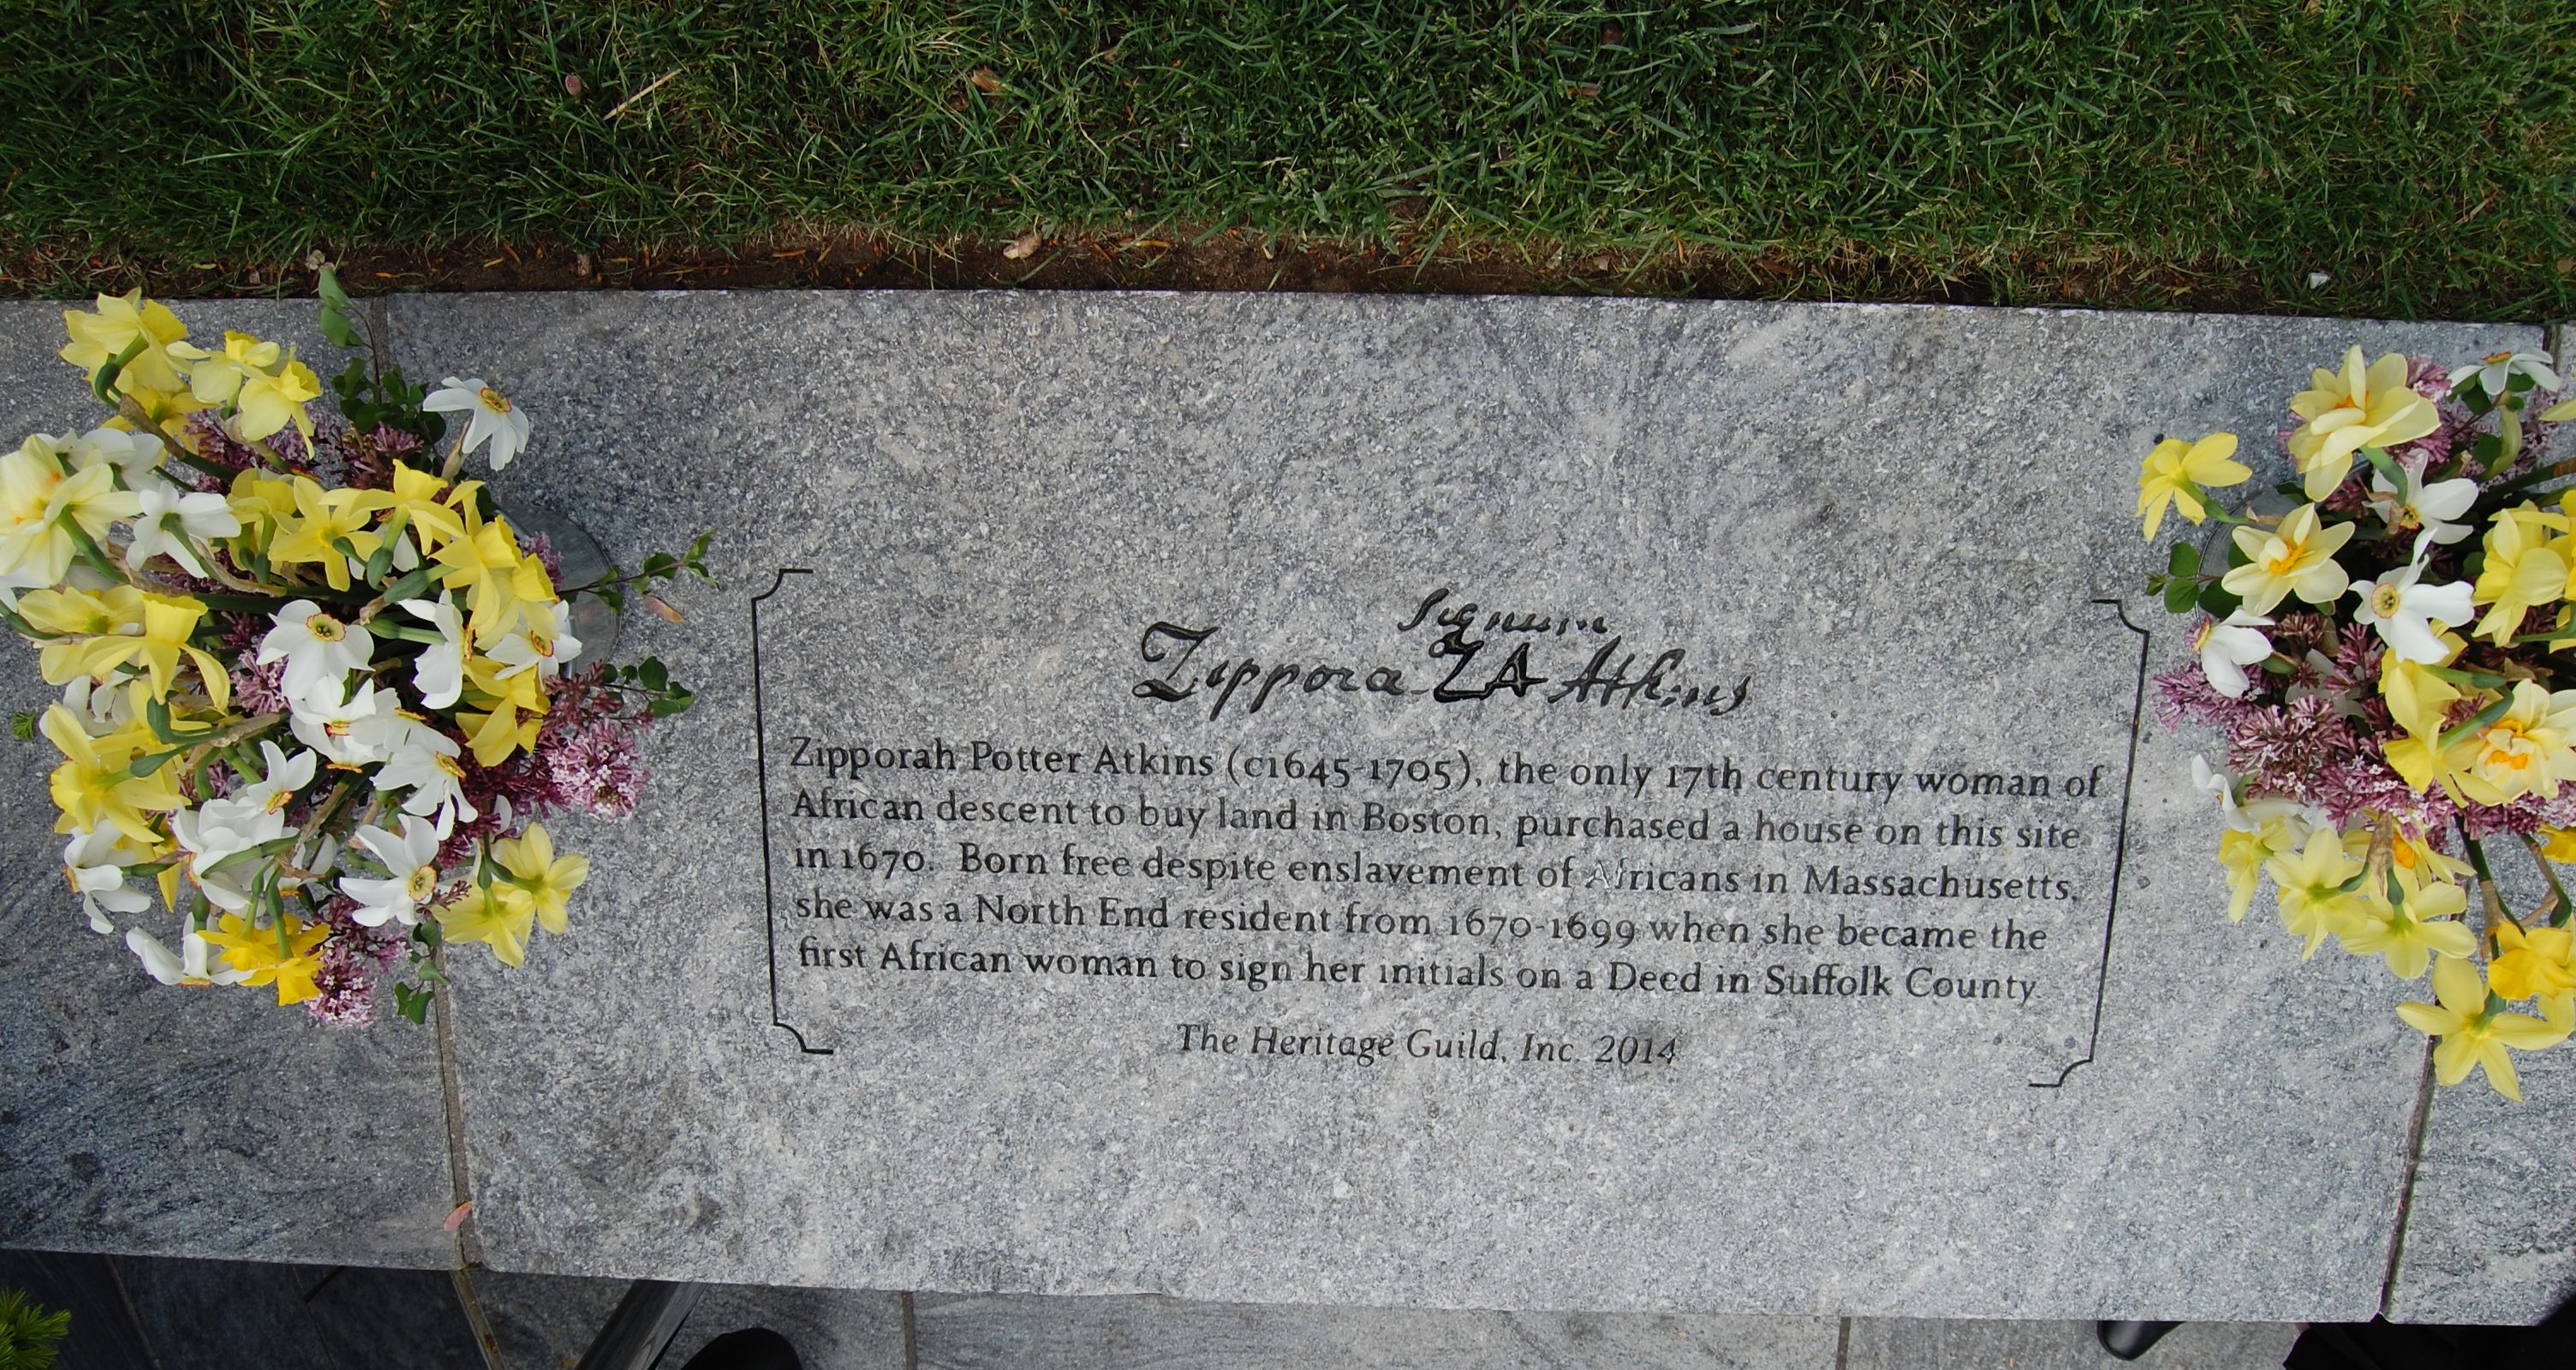 Signum
Zippora ZA Atkins
Zipporah Potter Atkins (c1645-1705), the only 17th century woman of
African descent to buy land in Boston, purchased a house on this site
in 1670. Born free despite enslavement of Africans in Massachusetts,
she was a North End resident from 1670-1699 when she became the
first African woman to sign her initials on a Deed in Suffolk County.
The Heritage Guild, Inc. 2014